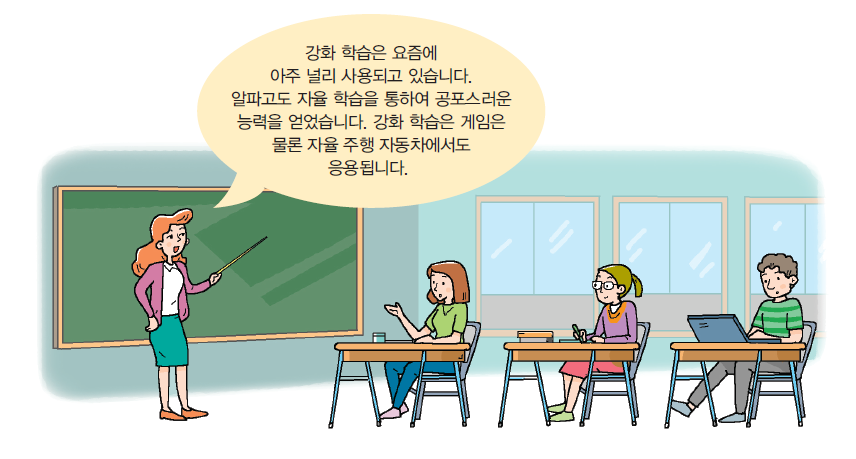 강화 학습은 요즘에
아주 널리 사용되고 있습니다.
알파고도 자율 학습을 통하여 공포스러운
능력을 얻었습니다. 강화 학습은 게임은
물론 자율 주행 자동차에서도
응용됩니다.